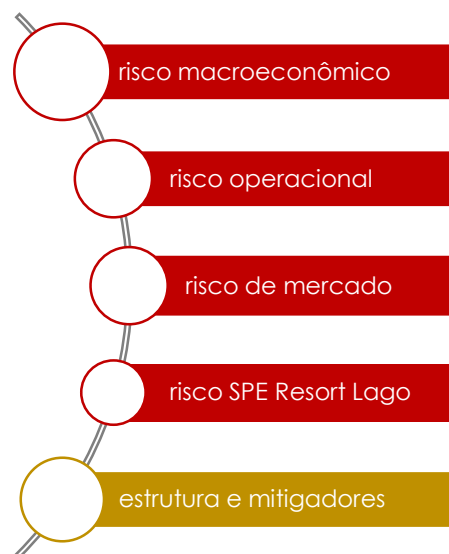 risco macroeconômico
risco operacional
risco de mercado
risco SPE Resort Lago
estrutura e mitigadores